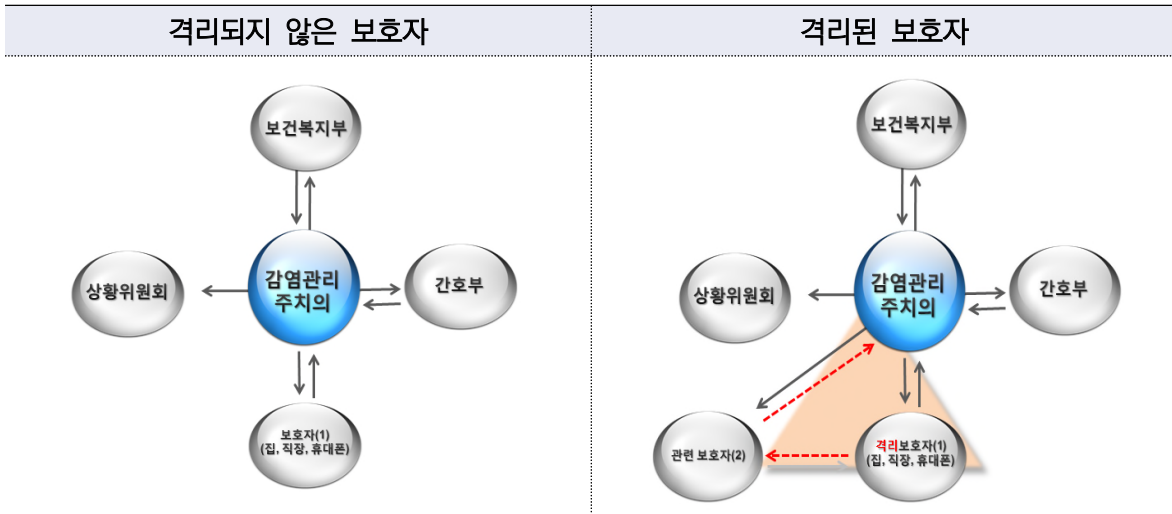 격리되지 않은 보호자
보건복지부
감염관리
주치의
상황위원회
간호부
보호자(1)
(집, 직장, 휴대폰)
격리된 보호자
보건복지부
감염관리
주치의
상황위원회
간호부
관련 보호자(2)
격리보호자(1)
(집, 직장, 휴대폰)